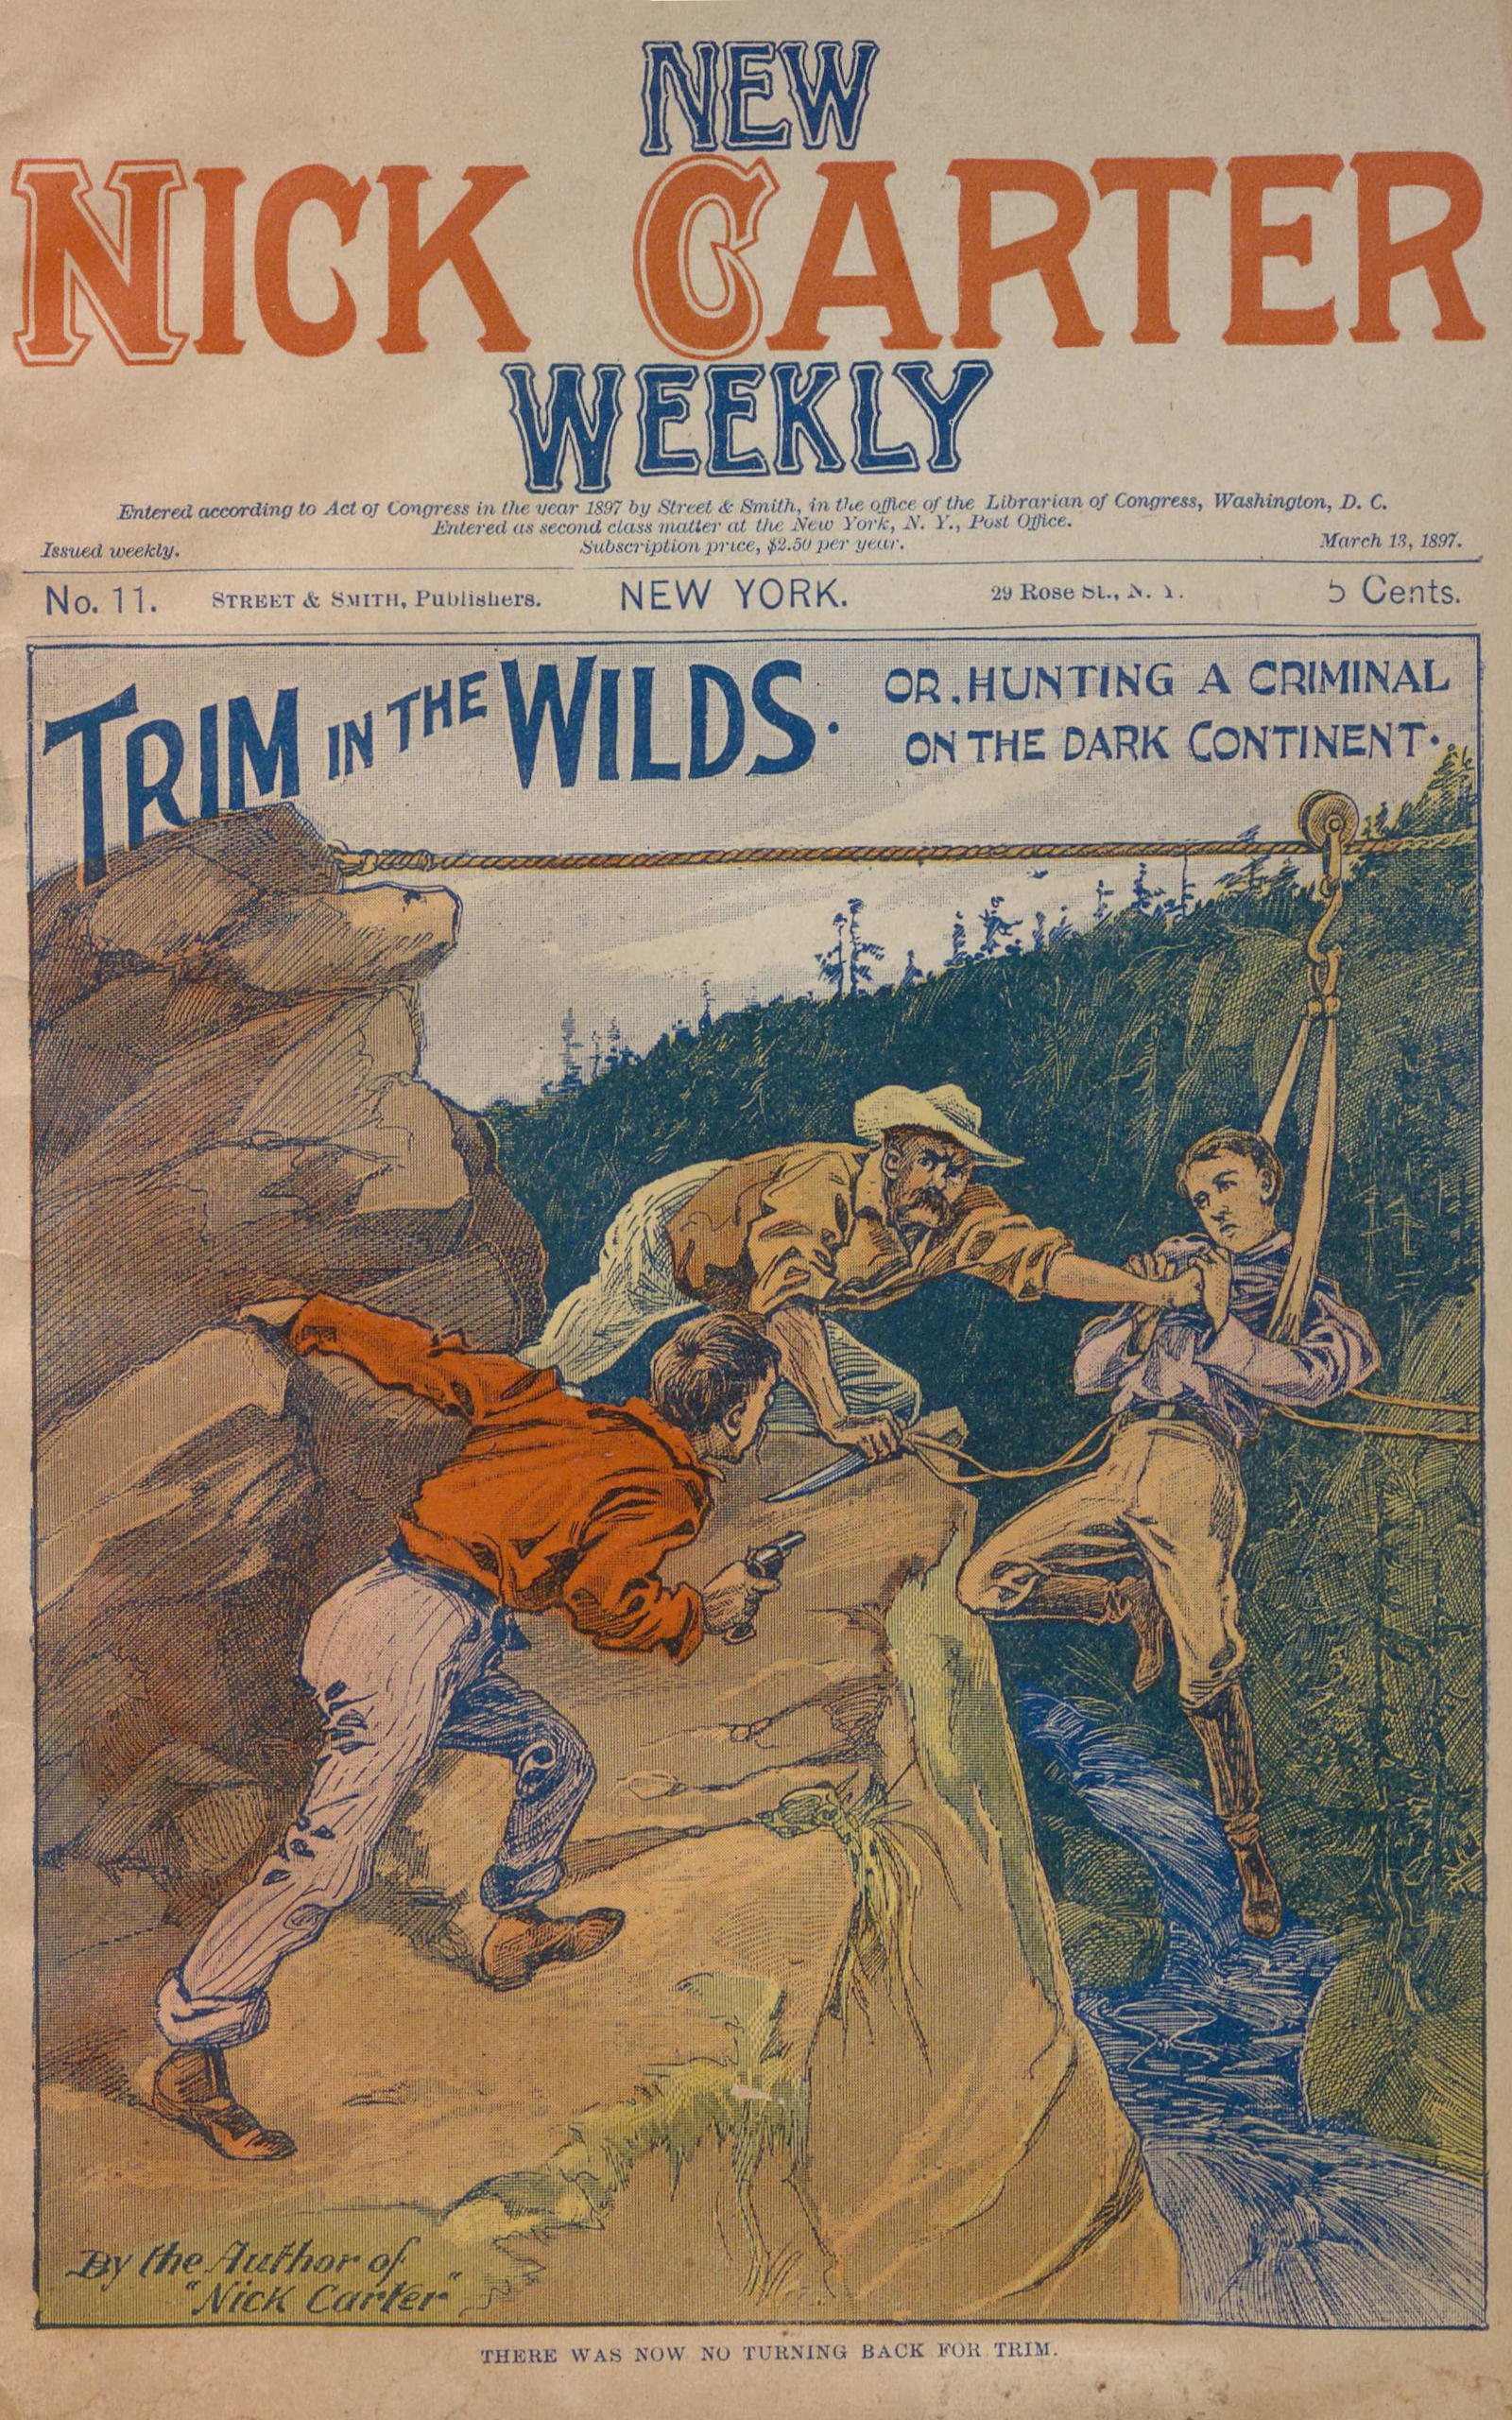 NEW
NICK CARTER
WEEKLY
Entered according to Act of Congress in the year 1897 by Street & Smith, in the office of the Librarian of Congress, Washington, D. C.
Entered as second class matter at the New York, N. Y., Post Office.
Issued weekly. Subscription price, $2.50 per year. March 13, 1897.
No. 11. STREET & SMITH, Publishers. NEW YORK. 29 Rose St., N. Y. 5 Cents.
TRIM IN THE WILDS. OR, HUNTING A CRIMINAL
ON THE DARK CONTINENT.
By the Author of
"Nick Carter"
THERE WAS NOW NO TURNING BACK FOR TRIM.